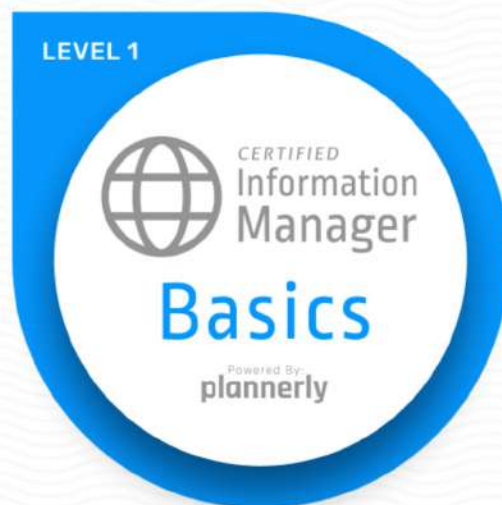 LEVEL 1
CERTIFIED
Information
Manager
Basics
Powered By:
plannerly